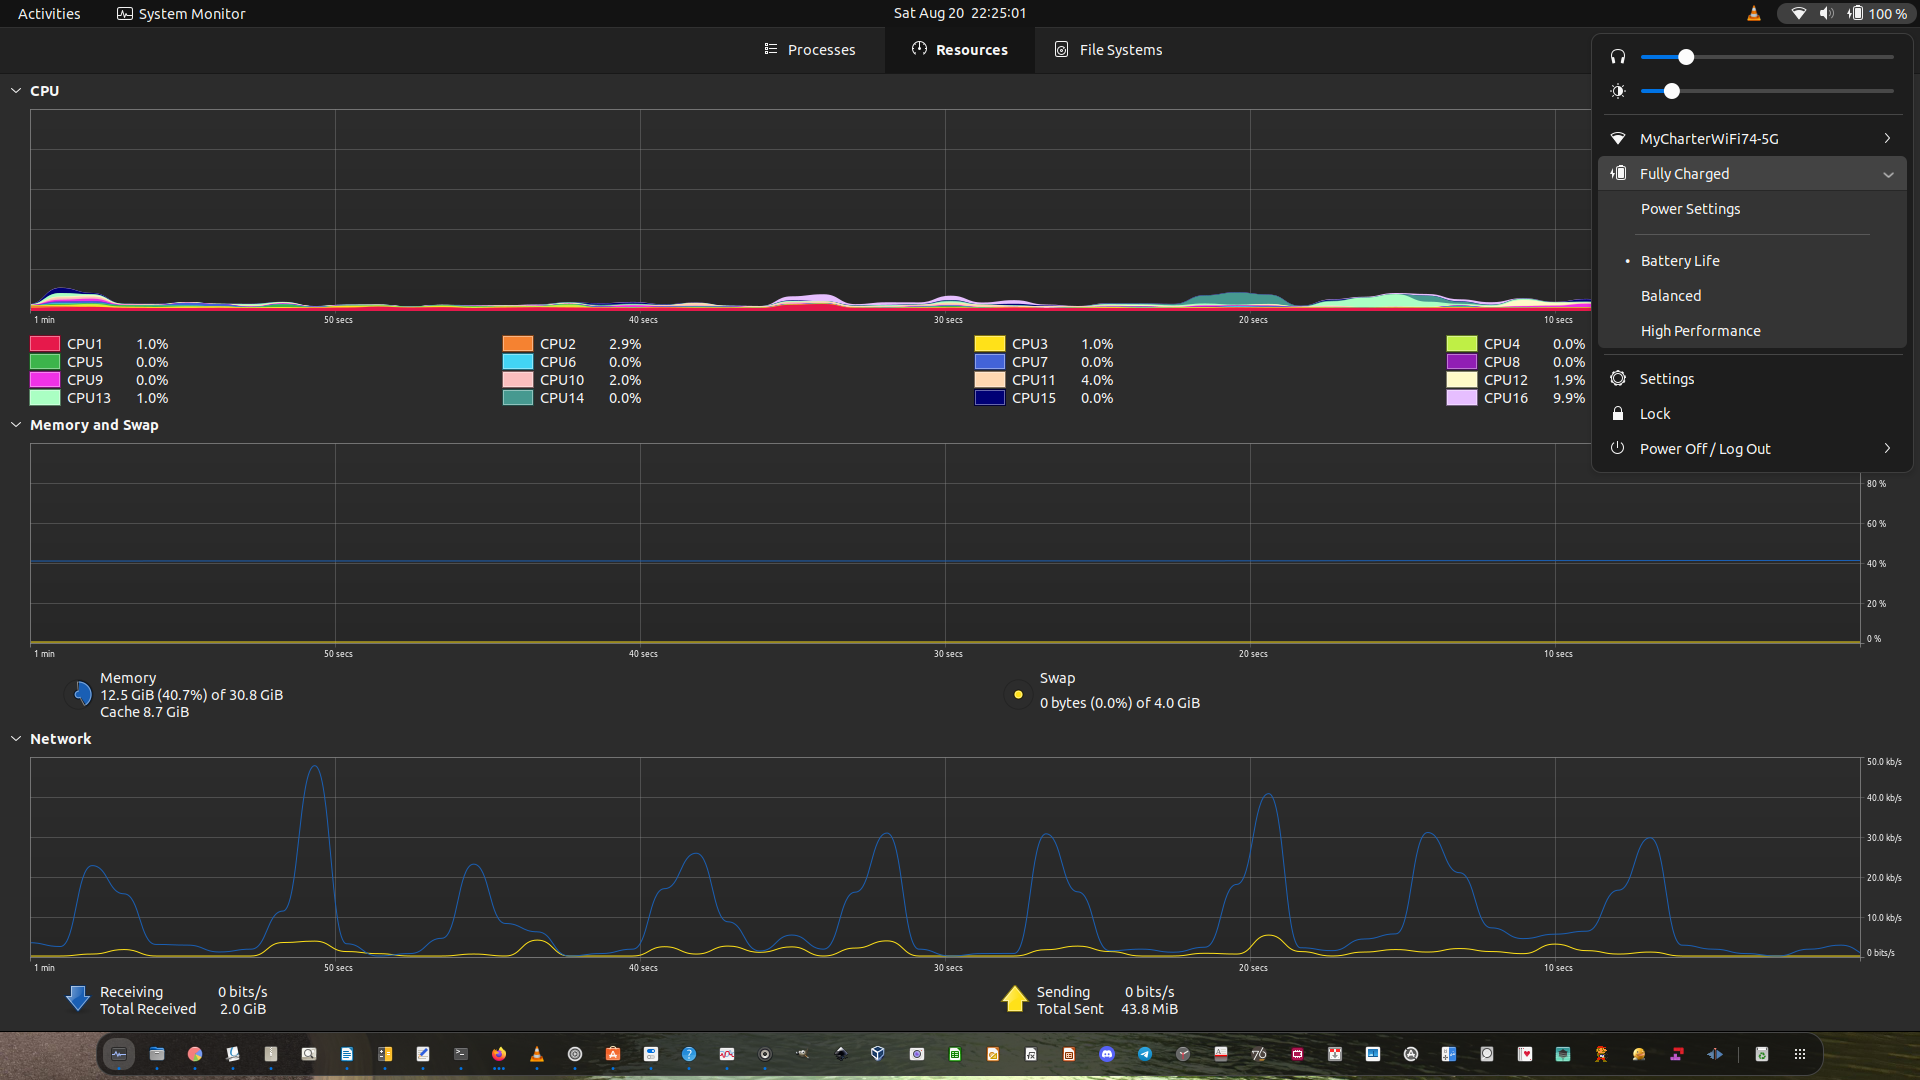 Activities
System Monitor
Sat Aug 20 22:25:01
100 %
Processes
Resources
File Systems
CPU
1 min
50 secs
40 secs
30 secs
20 secs
10 secs
CPU1 1.0%
CPU2 2.9%
CPU3 1.0%
CPU4 0.0%
CPU5 0.0%
CPU6 0.0%
CPU7 0.0%
CPU8 0.0%
CPU9 0.0%
CPU10 2.0%
CPU11 4.0%
CPU12 1.9%
CPU13 1.0%
CPU14 0.0%
CPU15 0.0%
CPU16 9.9%
MyCharterWiFi74-5G
Fully Charged
Power Settings
• Battery Life
Balanced
High Performance
Settings
Lock
Power Off / Log Out
Memory and Swap
80 %
60 %
40 %
20 %
0 %
1 min
50 secs
40 secs
30 secs
20 secs
10 secs
Memory
12.5 GiB (40.7%) of 30.8 GiB
Cache 8.7 GiB
Swap
0 bytes (0.0%) of 4.0 GiB
Network
50.0 kb/s
40.0 kb/s
30.0 kb/s
20.0 kb/s
10.0 kb/s
0 bits/s
1 min
50 secs
40 secs
30 secs
20 secs
10 secs
Receiving 0 bits/s
Total Received 2.0 GiB
Sending 0 bits/s
Total Sent 43.8 MiB
76